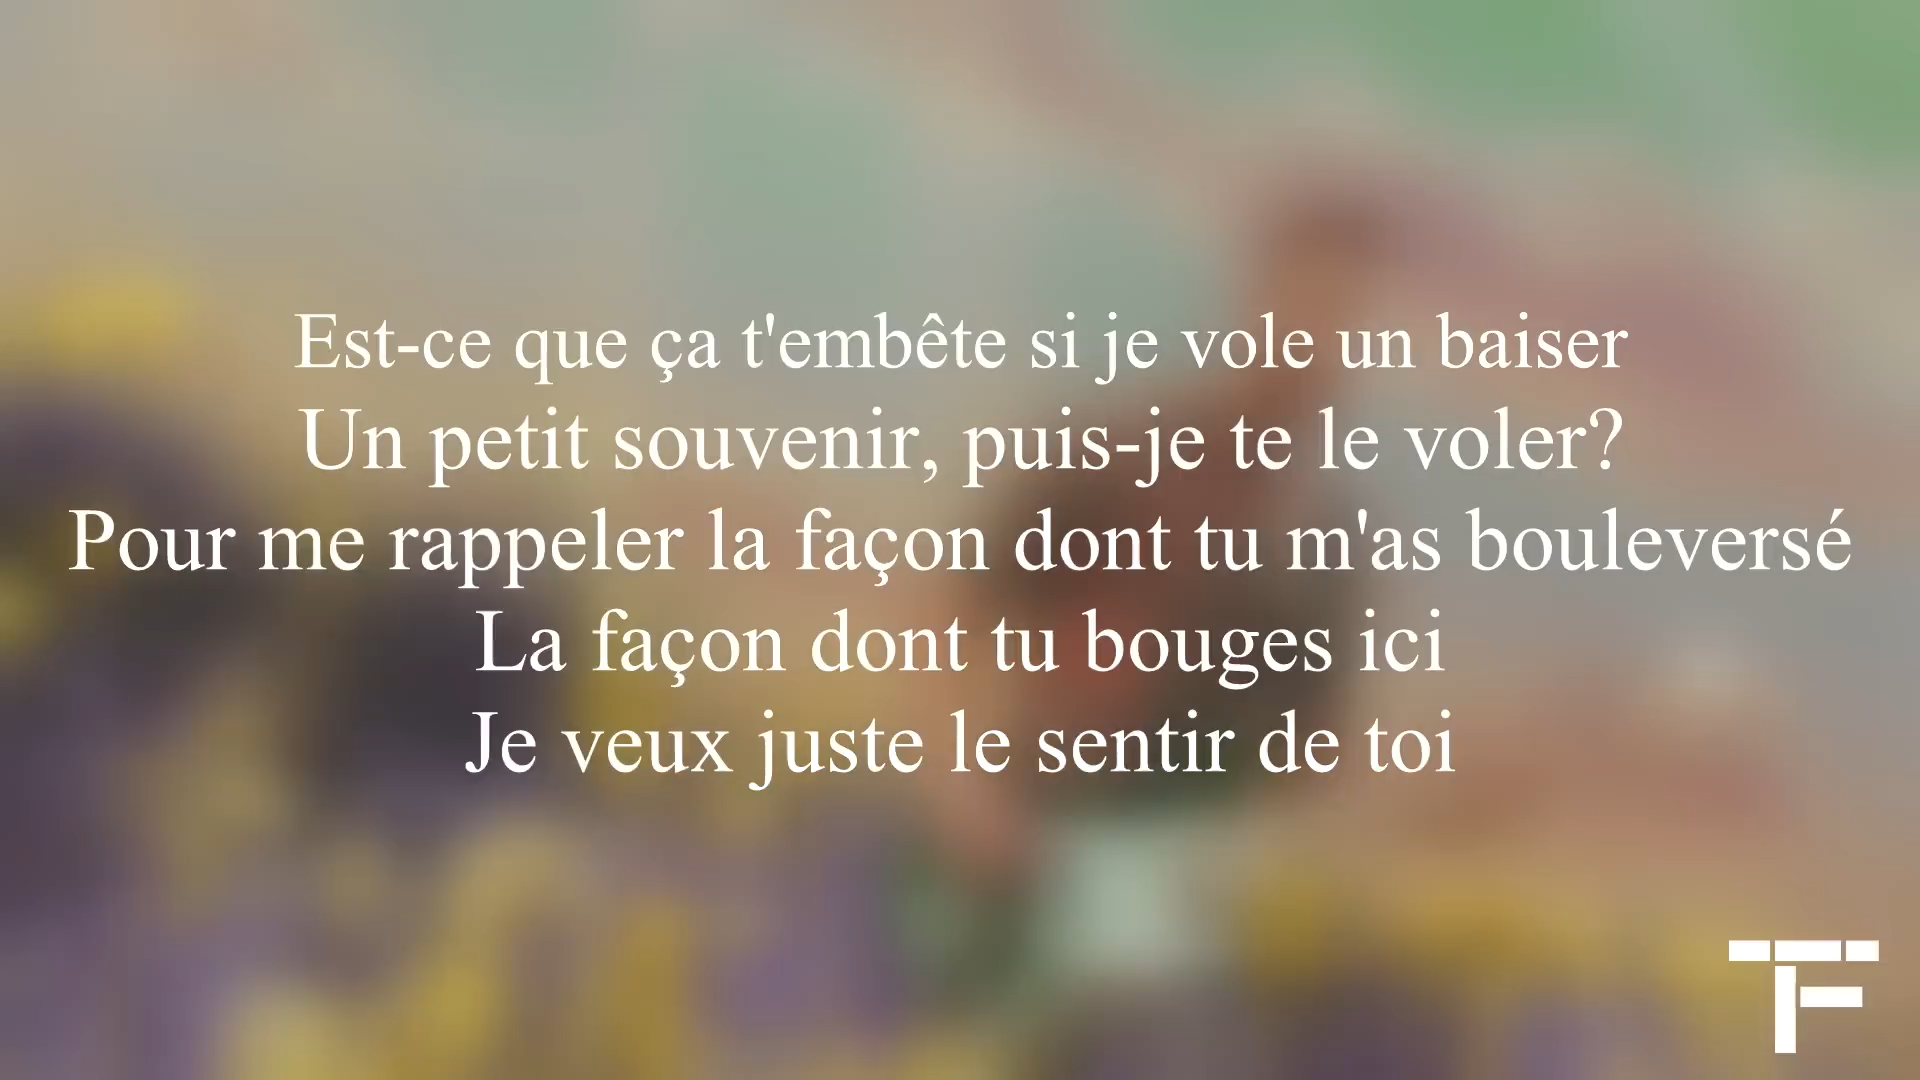 Est-ce que ça t'embête si je vole un baiser
Un petit souvenir, puis-je te le voler?
Pour me rappeler la façon dont tu m'as bouleversé
La façon dont tu bouges ici
Je veux juste le sentir de toi
TF